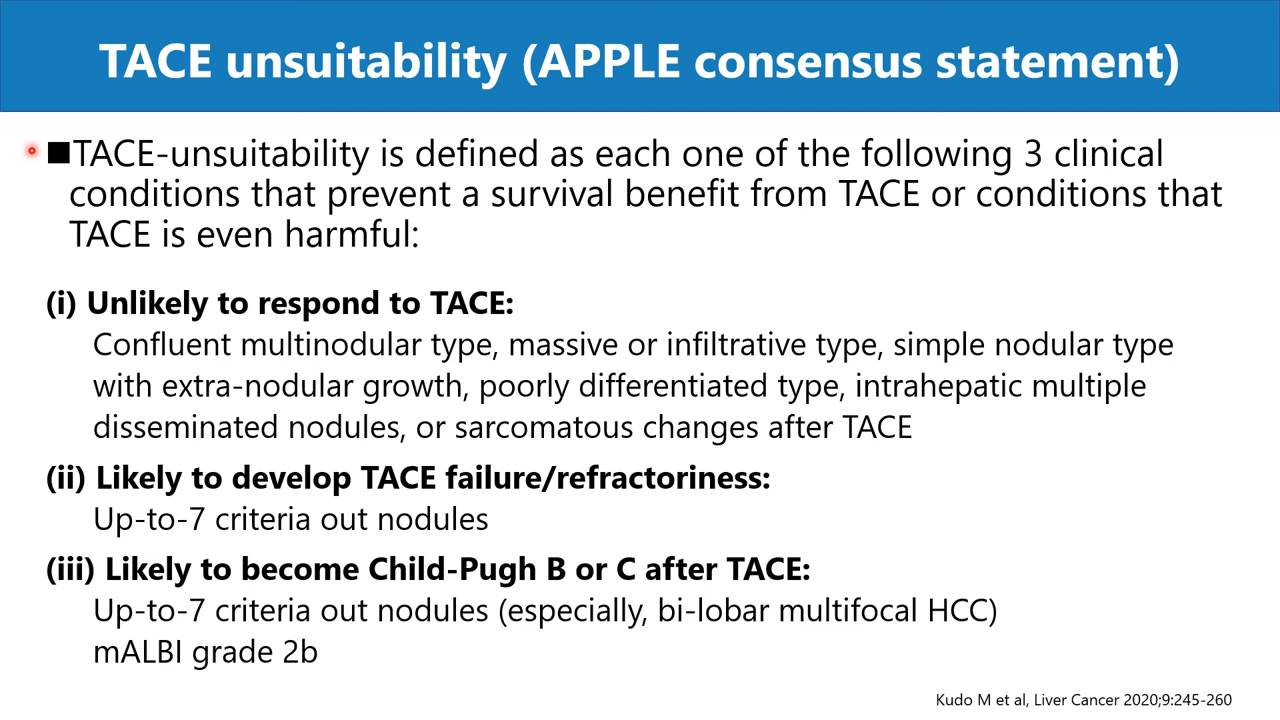 TACE unsuitability (APPLE consensus statement)
■TACE-unsuitability is defined as each one of the following 3 clinical
conditions that prevent a survival benefit from TACE or conditions that
TACE is even harmful:
(i) Unlikely to respond to TACE:
Confluent multinodular type, massive or infiltrative type, simple nodular type
with extra-nodular growth, poorly differentiated type, intrahepatic multiple
disseminated nodules, or sarcomatous changes after TACE
(ii) Likely to develop TACE failure/refractoriness:
Up-to-7 criteria out nodules
(iii) Likely to become Child-Pugh B or C after TACE:
Up-to-7 criteria out nodules (especially, bi-lobar multifocal HCC)
mALBI grade 2b
Kudo M et al, Liver Cancer 2020;9:245-260